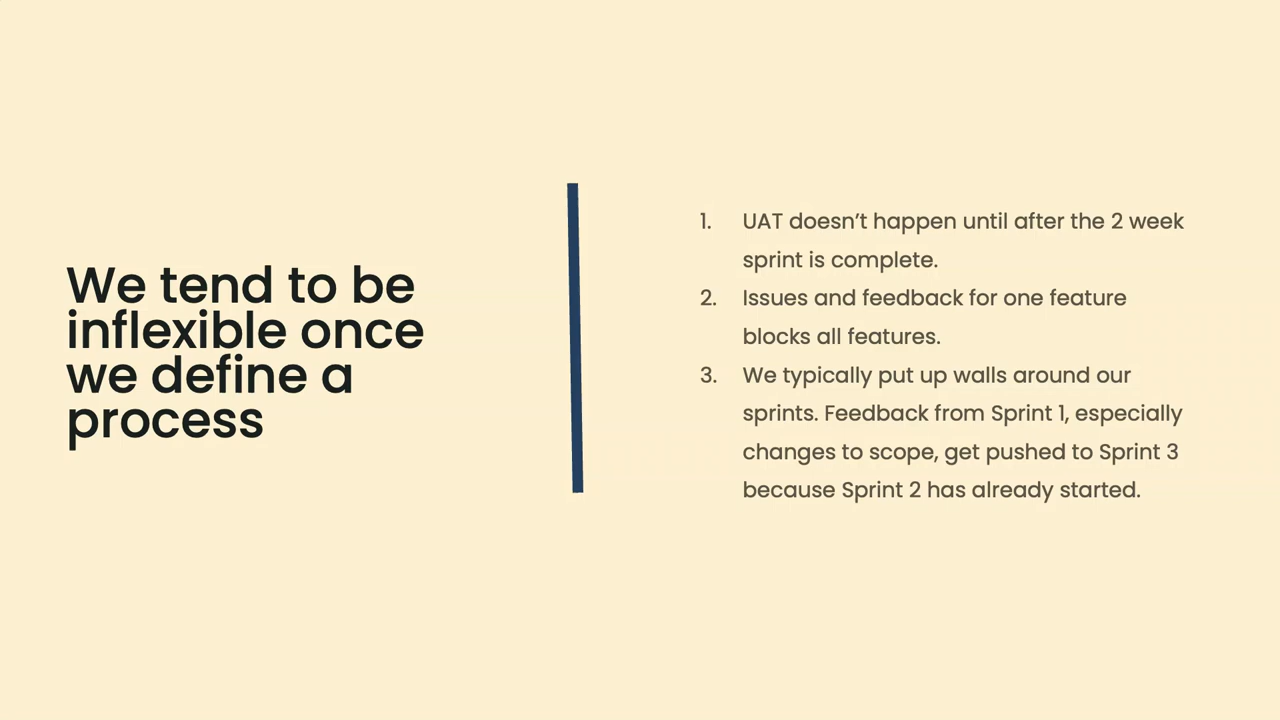 We tend to be
inflexible once
we define a
process
1. UAT doesn’t happen until after the 2 week
sprint is complete.
2. Issues and feedback for one feature
blocks all features.
3. We typically put up walls around our
sprints. Feedback from Sprint 1, especially
changes to scope, get pushed to Sprint 3
because Sprint 2 has already started.